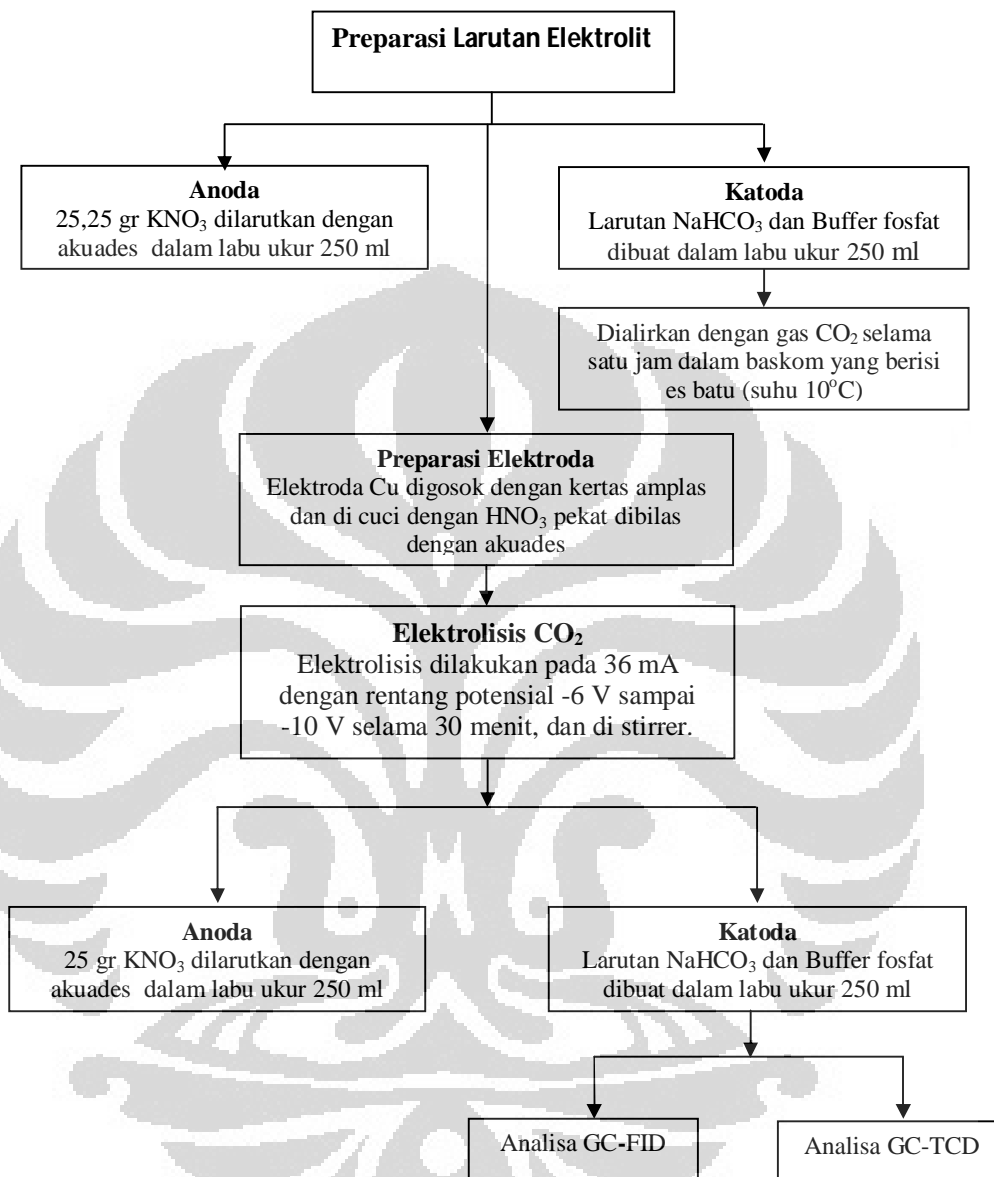 Preparasi Larutan Elektrolit
Anoda
25,25 gr KNO₃ dilarutkan dengan
akuades dalam labu ukur 250 ml
Katoda
Larutan NaHCO₃ dan Buffer fosfat
dibuat dalam labu ukur 250 ml
Dialirkan dengan gas CO₂ selama
satu jam dalam baskom yang berisi
es batu (suhu 10°C)
Preparasi Elektroda
Elektroda Cu digosok dengan kertas amplas
dan di cuci dengan HNO₃ pekat dibilas
dengan akuades
Elektrolisis CO₂
Elektrolisis dilakukan pada 36 mA
dengan rentang potensial -6 V sampai
-10 V selama 30 menit, dan di stirrer.
Anoda
25 gr KNO₃ dilarutkan dengan
akuades dalam labu ukur 250 ml
Katoda
Larutan NaHCO₃ dan Buffer fosfat
dibuat dalam labu ukur 250 ml
Analisa GC-FID
Analisa GC-TCD